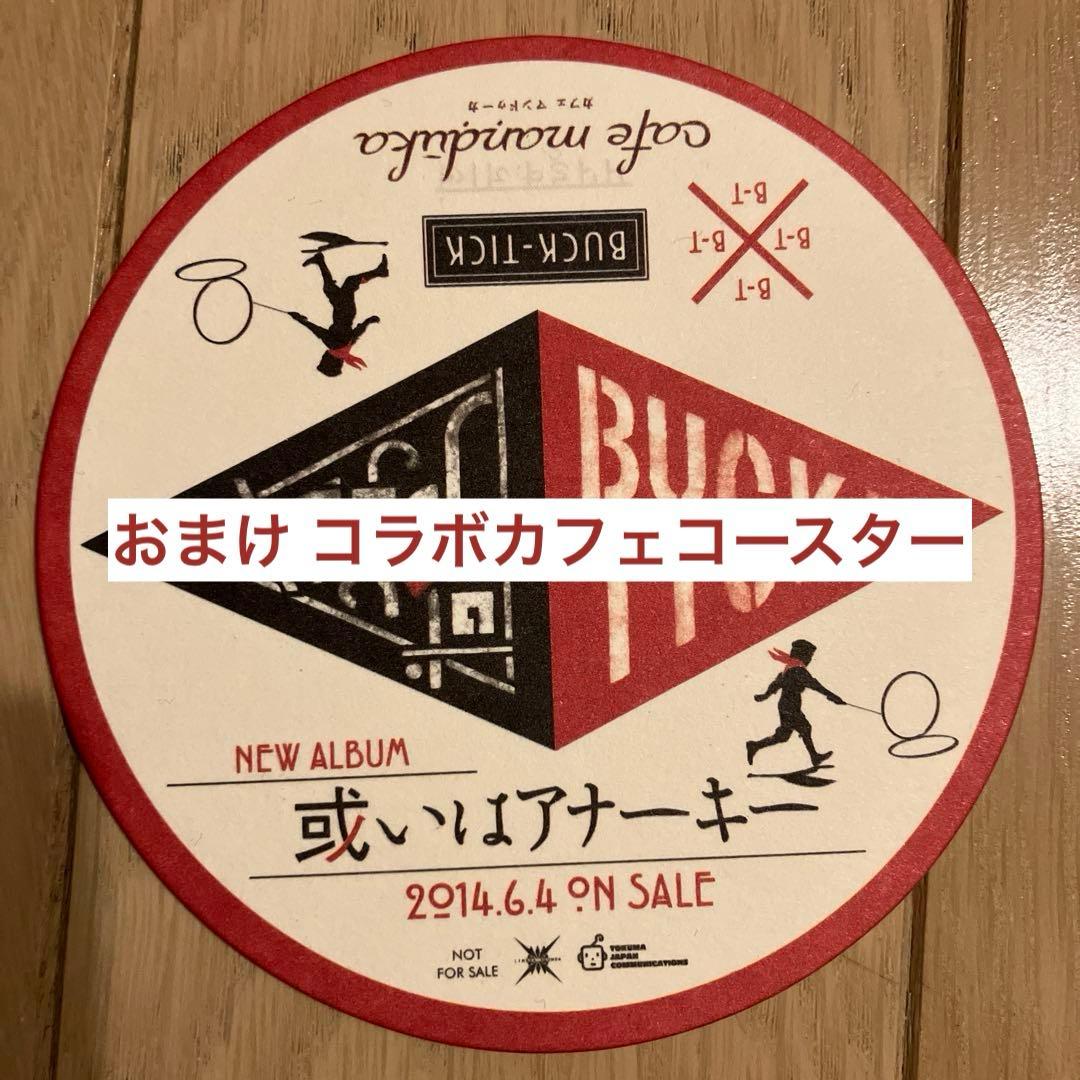 カフェ マンドゥーカ
cafe manduka
B-T
B-T B-T
B-T
BUCK-TICK
BUCK
おまけ コラボカフェコースター
NEW ALBUM
或いはアナーキー
2014.6.4 ON SALE
NOT
FOR SALE
TOKUMA
JAPAN
COMMUNICATIONS